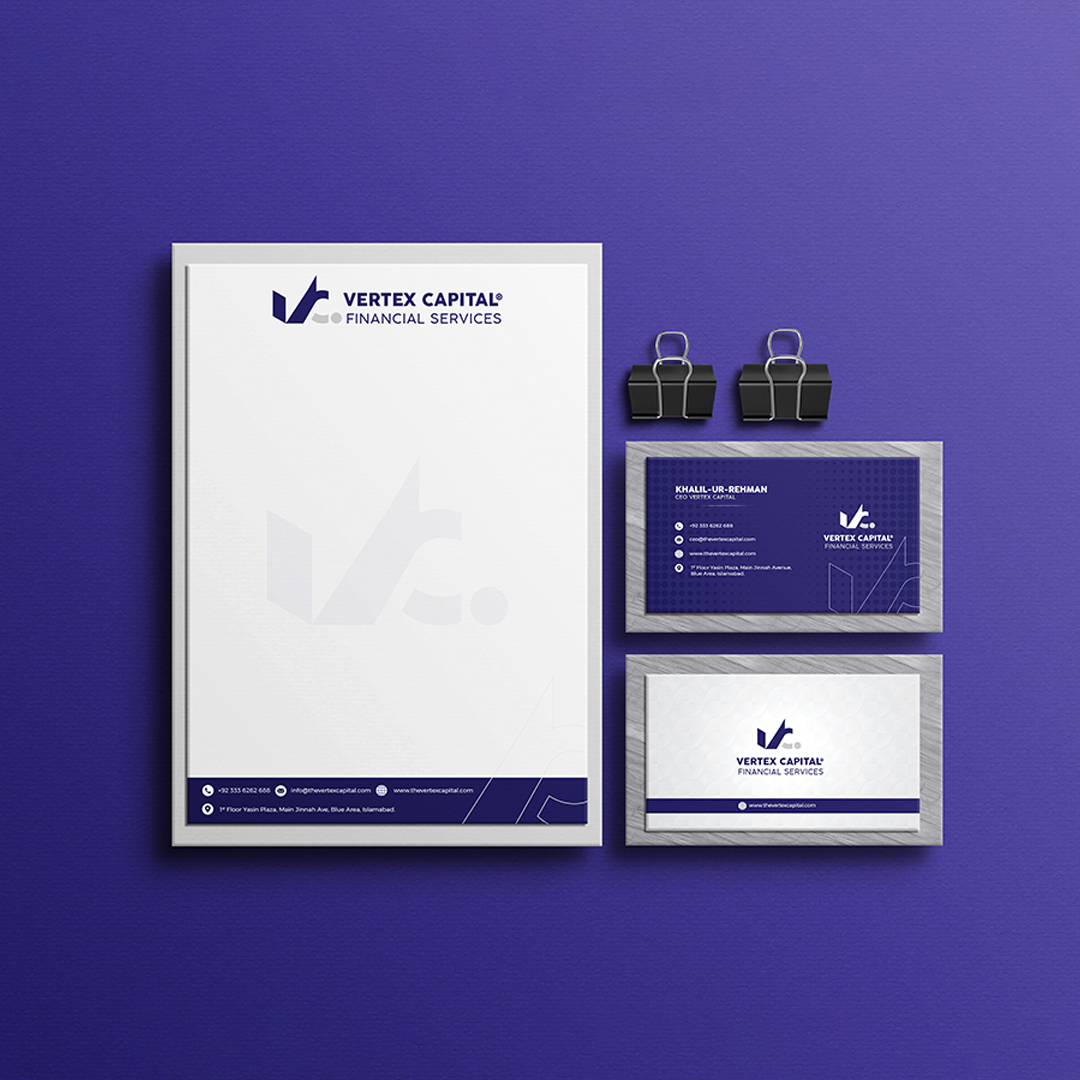 VERTEX CAPITAL®
FINANCIAL SERVICES
+92 333 6262 688 info@thevertexcapital.com www.thevertexcapital.com
1st Floor Yasin Plaza, Main Jinnah Ave, Blue Area, Islamabad.
KHALIL-UR-REHMAN
CEO VERTEX CAPITAL
+92 333 6262 688
ceo@thevertexcapital.com
www.thevertexcapital.com
1st Floor Yasin Plaza, Main Jinnah Avenue,
Blue Area, Islamabad.
VERTEX CAPITAL®
FINANCIAL SERVICES
VERTEX CAPITAL®
FINANCIAL SERVICES
www.thevertexcapital.com